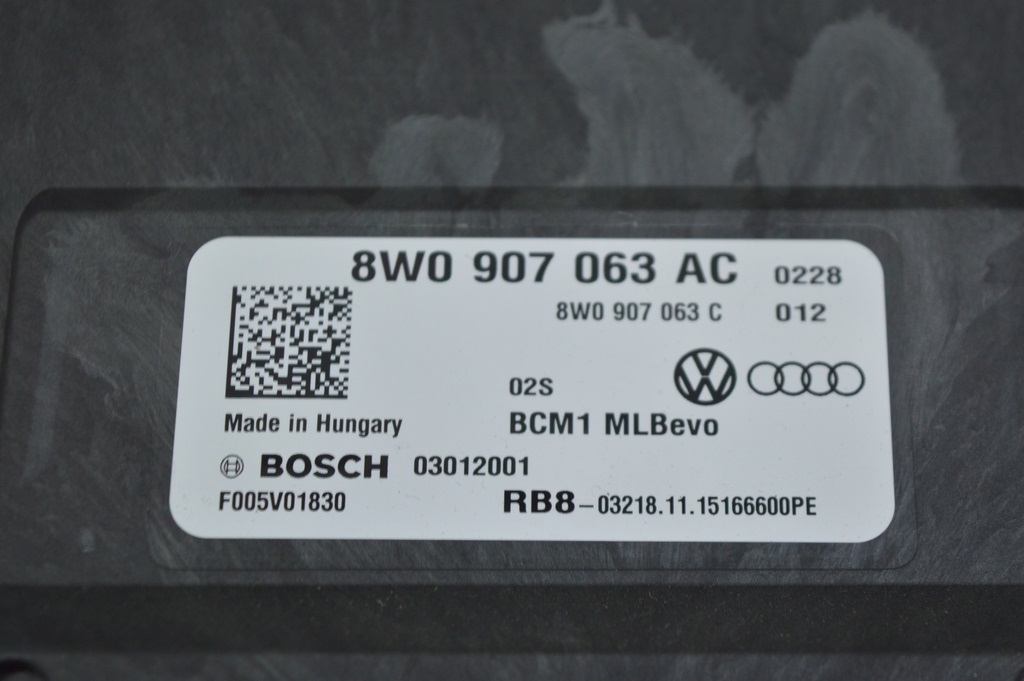 8W0 907 063 AC 0228
8W0 907 063 C 012
02S
Made in Hungary BCM1 MLBevo
BOSCH 03012001
F005V01830 RB8-03218.11.15166600PE